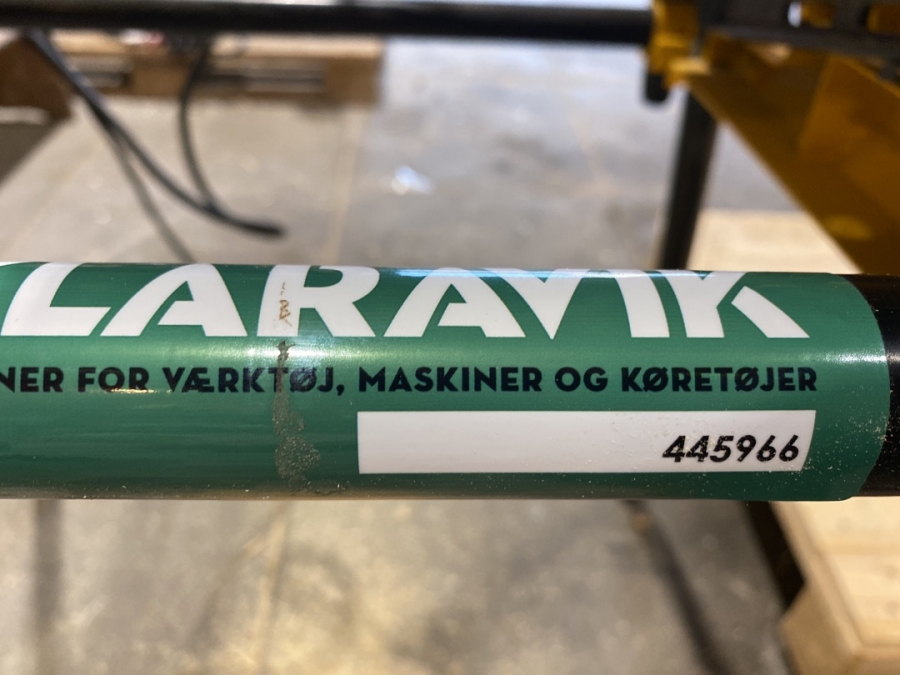 LARAVIK
NER FOR VÆRKTØJ, MASKINER OG KØRETØJER
445966